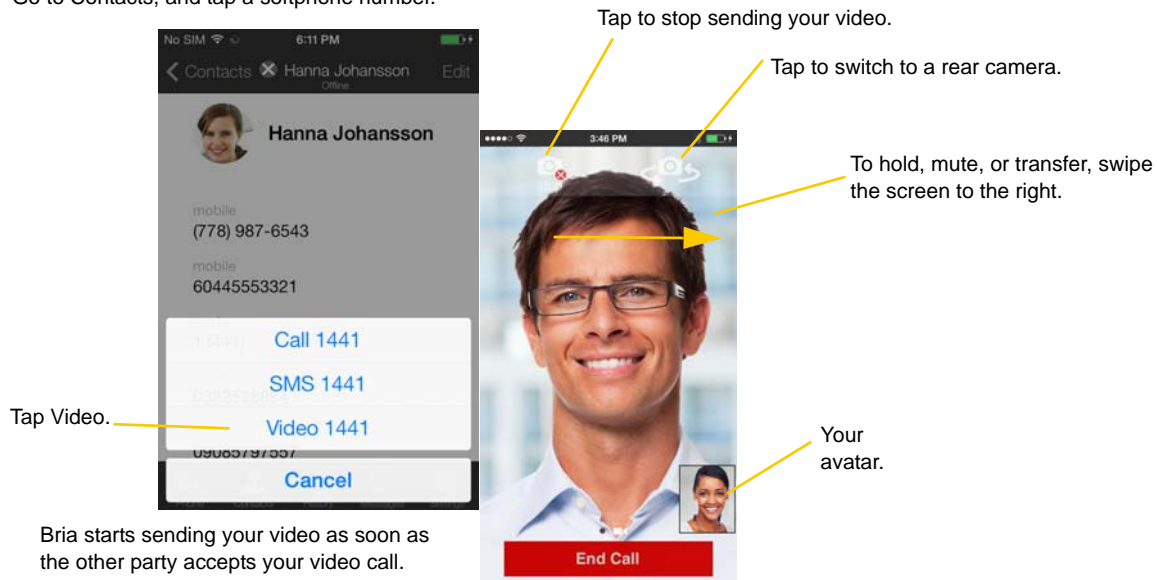 Go to Contacts, and tap a softphone number.
Tap to stop sending your video.
Tap to switch to a rear camera.
To hold, mute, or transfer, swipe
the screen to the right.
No SIM 6:11 PM
Contacts Hanna Johansson Edit
Offline
Hanna Johansson
mobile
(778) 987-6543
mobile
60445553321
Call 1441
SMS 1441
Video 1441
09085797557
Cancel
Tap Video.
Bria starts sending your video as soon as
the other party accepts your video call.
3:46 PM
Your
avatar.
End Call